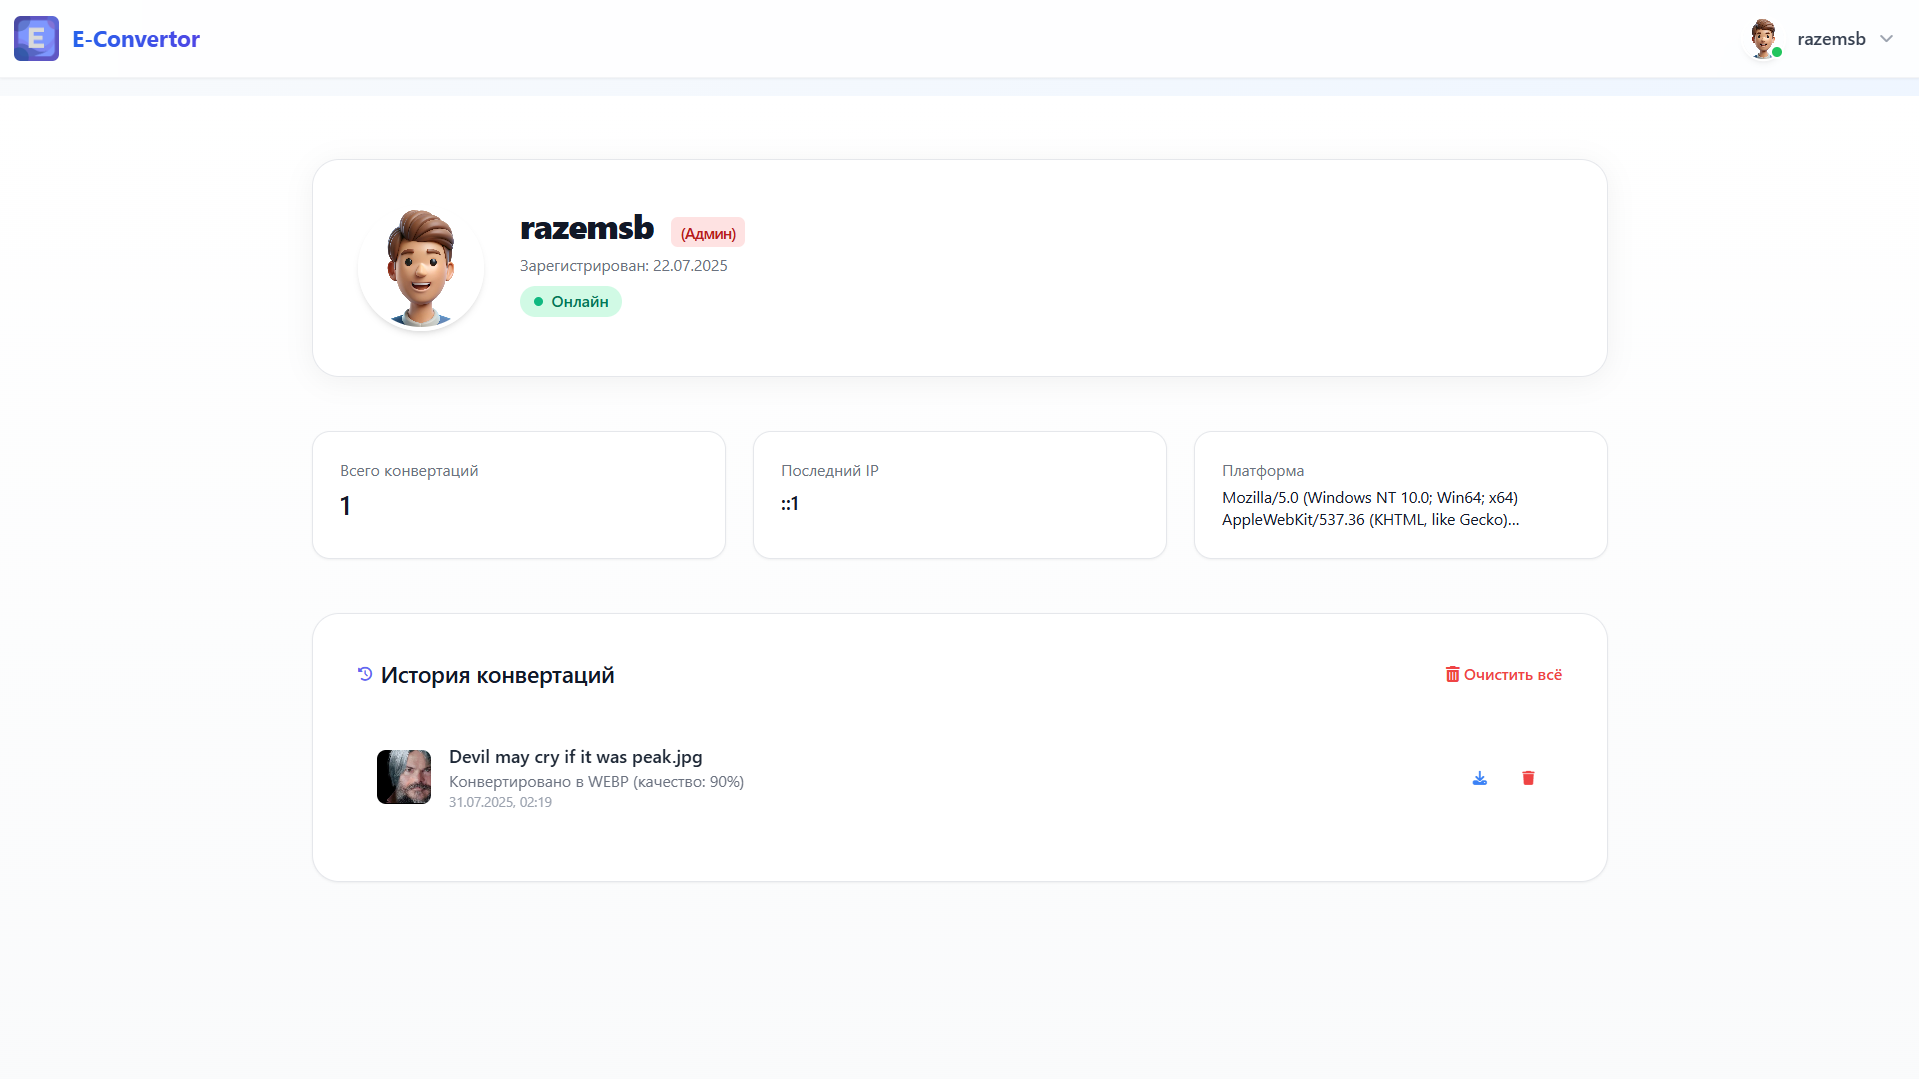 E
E-Convertor
razemsb
razemsb
(Админ)
Зарегистрирован: 22.07.2025
Онлайн
Всего конвертаций
1
Последний IP
::1
Платформа
Mozilla/5.0 (Windows NT 10.0; Win64; x64)
AppleWebKit/537.36 (KHTML, like Gecko)...
История конвертаций
Очистить всё
Devil may cry if it was peak.jpg
Конвертировано в WEBP (качество: 90%)
31.07.2025, 02:19